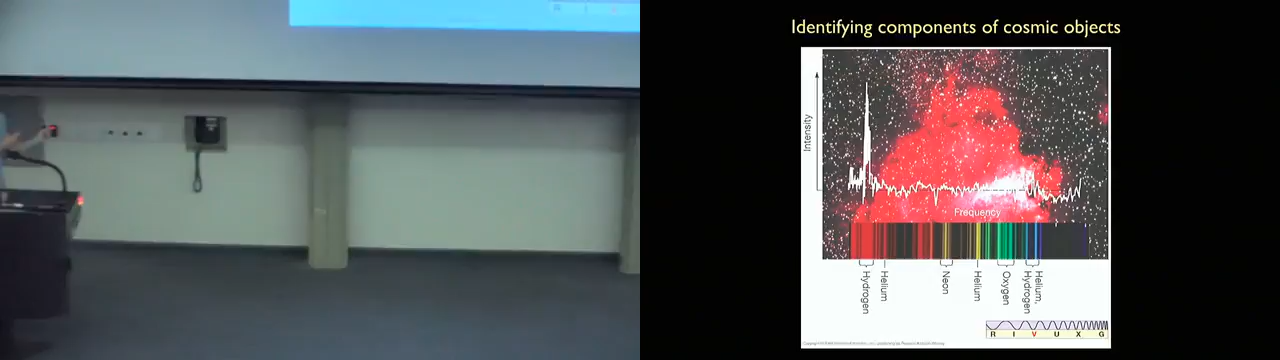 Identifying components of cosmic objects
Intensity
Frequency
Hydrogen
Helium
Neon
Helium
Oxygen
Hydrogen
Helium,
R I V U X G